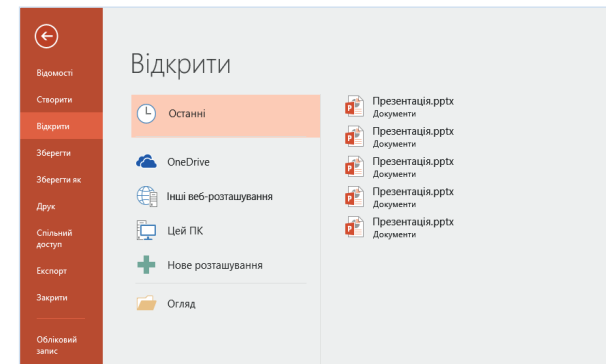 Відомості
Створити
Відкрити
Зберегти
Зберегти як
Друк
Спільний
доступ
Експорт
Закрити
Обліковий
запис
Відкрити
Останні
OneDrive
Інші веб-розташування
Цей ПК
Нове розташування
Огляд
Презентація.pptx
Документи
Презентація.pptx
Документи
Презентація.pptx
Документи
Презентація.pptx
Документи
Презентація.pptx
Документи